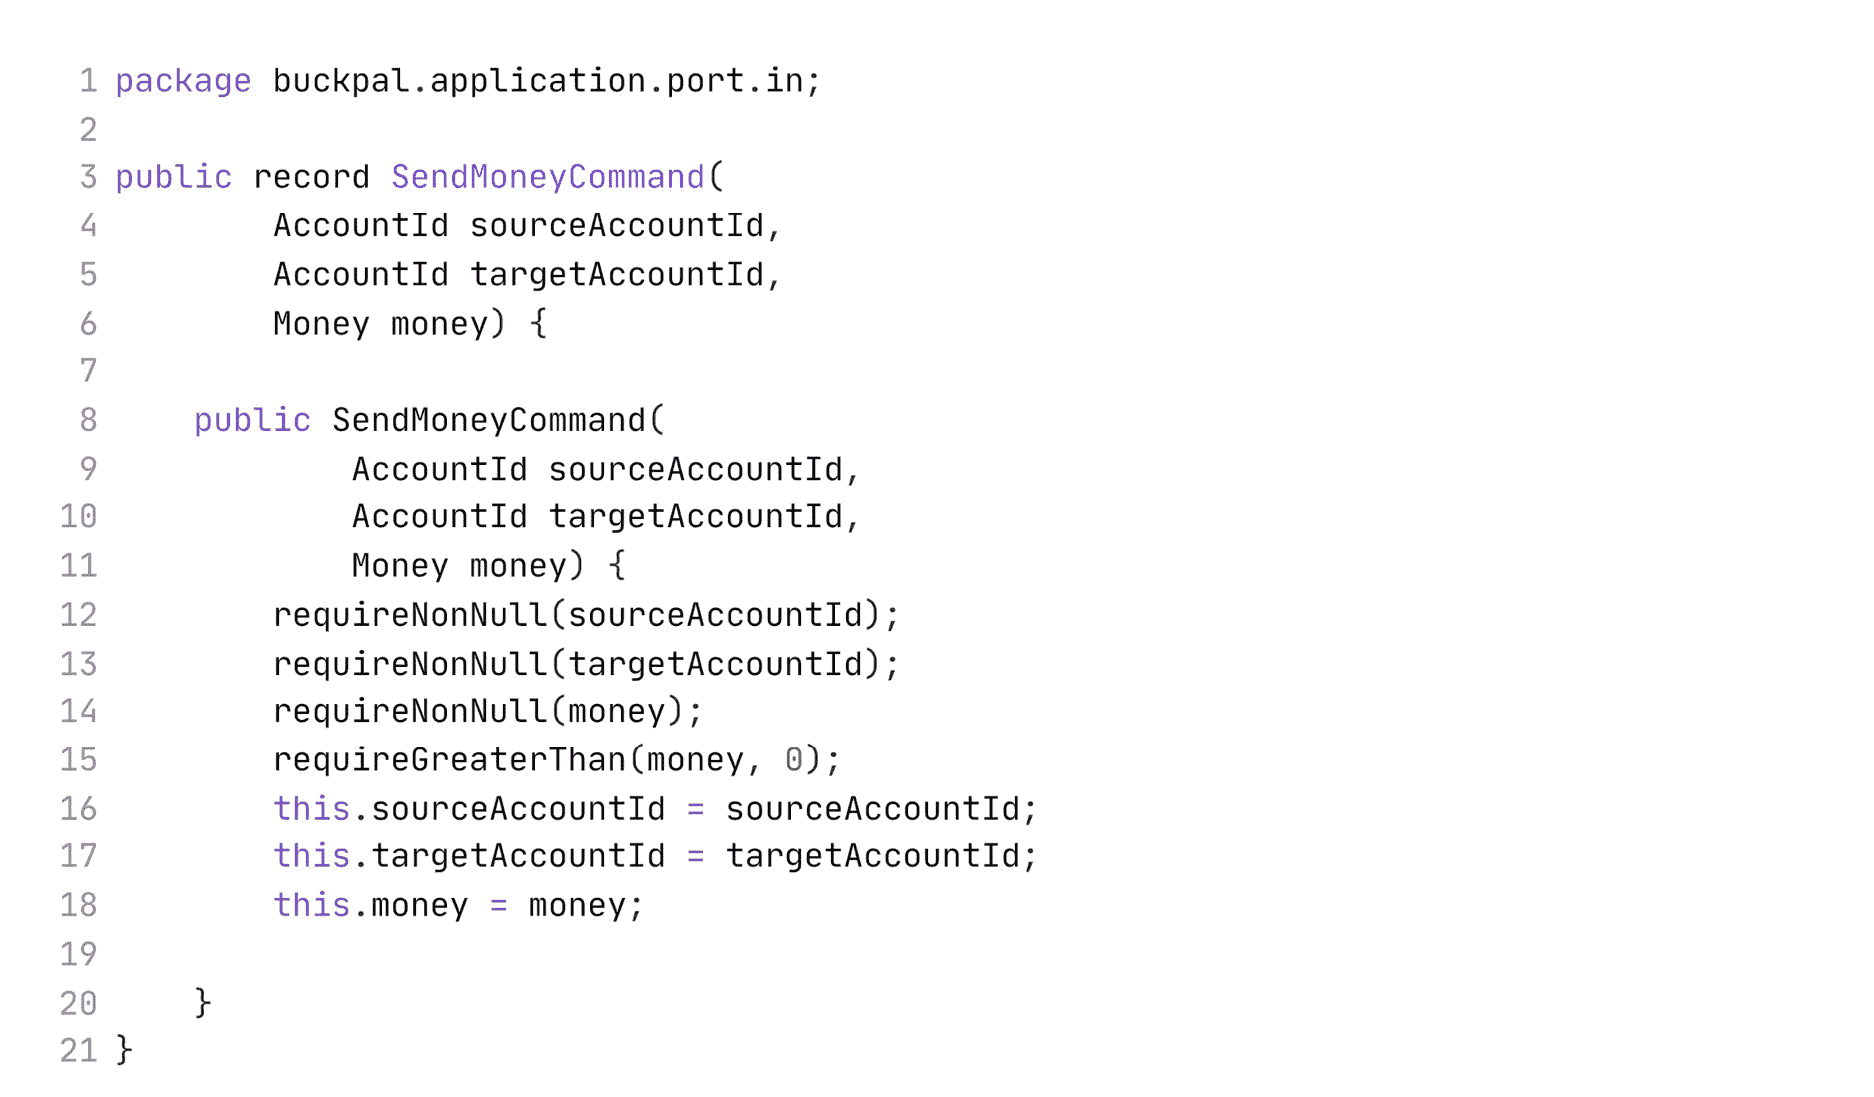 1 package buckpal.application.port.in;
2
3 public record SendMoneyCommand(
4         AccountId sourceAccountId,
5         AccountId targetAccountId,
6         Money money) {
7
8     public SendMoneyCommand(
9             AccountId sourceAccountId,
10             AccountId targetAccountId,
11             Money money) {
12         requireNonNull(sourceAccountId);
13         requireNonNull(targetAccountId);
14         requireNonNull(money);
15         requireGreaterThan(money, 0);
16         this.sourceAccountId = sourceAccountId;
17         this.targetAccountId = targetAccountId;
18         this.money = money;
19
20     }
21 }